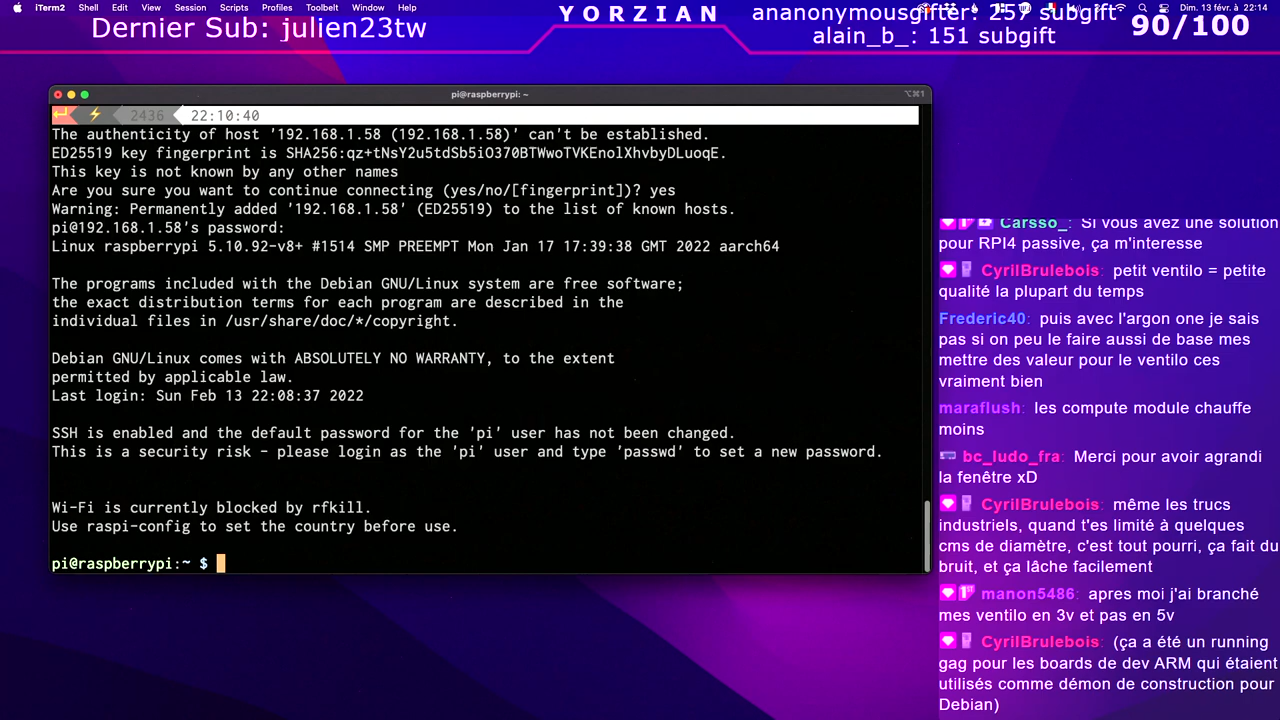 iTerm2 Shell Edit View Session Scripts Profiles Toolbelt Window Help
Dim. 13 févr. à 22:14
Dernier Sub: julien23tw
YORZIAN
ananonymousgifter: 257 subgift
alain_b_: 151 subgift
90/100
pi@raspberrypi: ~
⌥⌘1
2436 22:10:40
The authenticity of host '192.168.1.58 (192.168.1.58)' can't be established.
ED25519 key fingerprint is SHA256:qz+tNsY2u5tdSb5iO370BTWwoTVKEnolXhvbyDLuoqE.
This key is not known by any other names
Are you sure you want to continue connecting (yes/no/[fingerprint])? yes
Warning: Permanently added '192.168.1.58' (ED25519) to the list of known hosts.
pi@192.168.1.58's password:
Linux raspberrypi 5.10.92-v8+ #1514 SMP PREEMPT Mon Jan 17 17:39:38 GMT 2022 aarch64
The programs included with the Debian GNU/Linux system are free software;
the exact distribution terms for each program are described in the
individual files in /usr/share/doc/*/copyright.
Debian GNU/Linux comes with ABSOLUTELY NO WARRANTY, to the extent
permitted by applicable law.
Last login: Sun Feb 13 22:08:37 2022
SSH is enabled and the default password for the 'pi' user has not been changed.
This is a security risk - please login as the 'pi' user and type 'passwd' to set a new password.
Wi-Fi is currently blocked by rfkill.
Use raspi-config to set the country before use.
pi@raspberrypi:~ $
Carsso_: Si vous avez une solution
pour RPI4 passive, ça m'interesse
CyrilBrulebois: petit ventilo = petite
qualité la plupart du temps
Frederic40: puis avec l'argon one je sais
pas si on peu le faire aussi de base mes
mettre des valeur pour le ventilo ces
vraiment bien
maraflush: les compute module chauffe
moins
bc_ludo_fra: Merci pour avoir agrandi
la fenêtre xD
CyrilBrulebois: même les trucs
industriels, quand t'es limité à quelques
cms de diamètre, c'est tout pourri, ça fait du
bruit, et ça lâche facilement
manon5486: apres moi j'ai branché
mes ventilo en 3v et pas en 5v
CyrilBrulebois: (ça a été un running
gag pour les boards de dev ARM qui étaient
utilisés comme démon de construction pour
Debian)